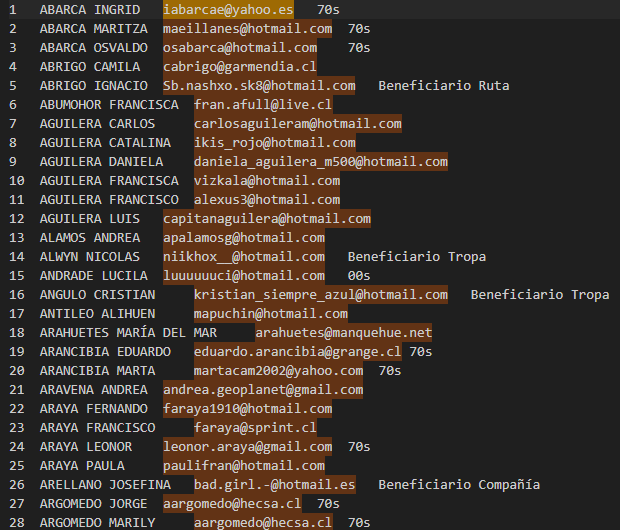 1 ABARCA INGRID iabarcae@yahoo.es 70s
2 ABARCA MARITZA maeillanes@hotmail.com 70s
3 ABARCA OSVALDO osabarca@hotmail.com 70s
4 ABRIGO CAMILA cabrigo@garmendia.cl
5 ABRIGO IGNACIO Sb.nashxo.sk8@hotmail.com Beneficiario Ruta
6 ABUMOHOR FRANCISCA fran.afull@live.cl
7 AGUILERA CARLOS carlosaguileram@hotmail.com
8 AGUILERA CATALINA ikis_rojo@hotmail.com
9 AGUILERA DANIELA daniela_aguilera_m500@hotmail.com
10 AGUILERA FRANCISCA vizkala@hotmail.com
11 AGUILERA FRANCISCO alexus3@hotmail.com
12 AGUILERA LUIS capitanaguilera@hotmail.com
13 ALAMOS ANDREA apalamosg@hotmail.com
14 ALWYN NICOLAS niikhox__@hotmail.com Beneficiario Tropa
15 ANDRADE LUCILA luuuuuuci@hotmail.com 00s
16 ANGULO CRISTIAN kristian_siempre_azul@hotmail.com Beneficiario Tropa
17 ANTILEO ALIHUEN mapuchin@hotmail.com
18 ARAHUETES MARÍA DEL MAR arahuetes@manquehue.net
19 ARANCIBIA EDUARDO eduardo.arancibia@grange.cl 70s
20 ARANCIBIA MARTA martacam2002@yahoo.com 70s
21 ARAVENA ANDREA andrea.geoplanet@gmail.com
22 ARAYA FERNANDO faraya1910@hotmail.com
23 ARAYA FRANCISCO faraya@sprint.cl
24 ARAYA LEONOR leonor.araya@gmail.com 70s
25 ARAYA PAULA paulifran@hotmail.com
26 ARELLANO JOSEFINA bad.girl.-@hotmail.es Beneficiario Compañía
27 ARGOMEDO JORGE aargomedo@hecsa.cl 70s
28 ARGOMEDO MARILY aargomedo@hecsa.cl 70s